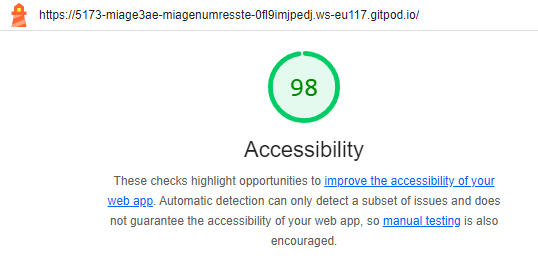 https://5173-miage3ae-miagenumresste-0fl9imjpedj.ws-eu117.gitpod.io/
98
Accessibility
These checks highlight opportunities to improve the accessibility of your
web app. Automatic detection can only detect a subset of issues and does
not guarantee the accessibility of your web app, so manual testing is also
encouraged.